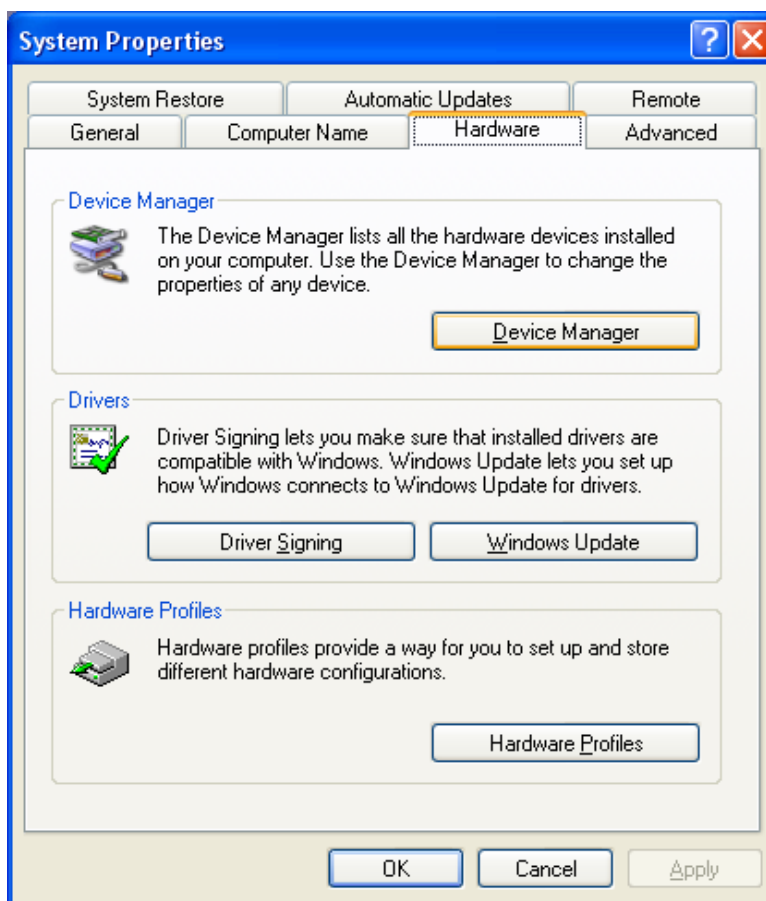 System Properties
System Restore Automatic Updates Remote
General Computer Name Hardware Advanced
Device Manager
The Device Manager lists all the hardware devices installed
on your computer. Use the Device Manager to change the
properties of any device.
Device Manager
Drivers
Driver Signing lets you make sure that installed drivers are
compatible with Windows. Windows Update lets you set up
how Windows connects to Windows Update for drivers.
Driver Signing Windows Update
Hardware Profiles
Hardware profiles provide a way for you to set up and store
different hardware configurations.
Hardware Profiles
OK Cancel Apply